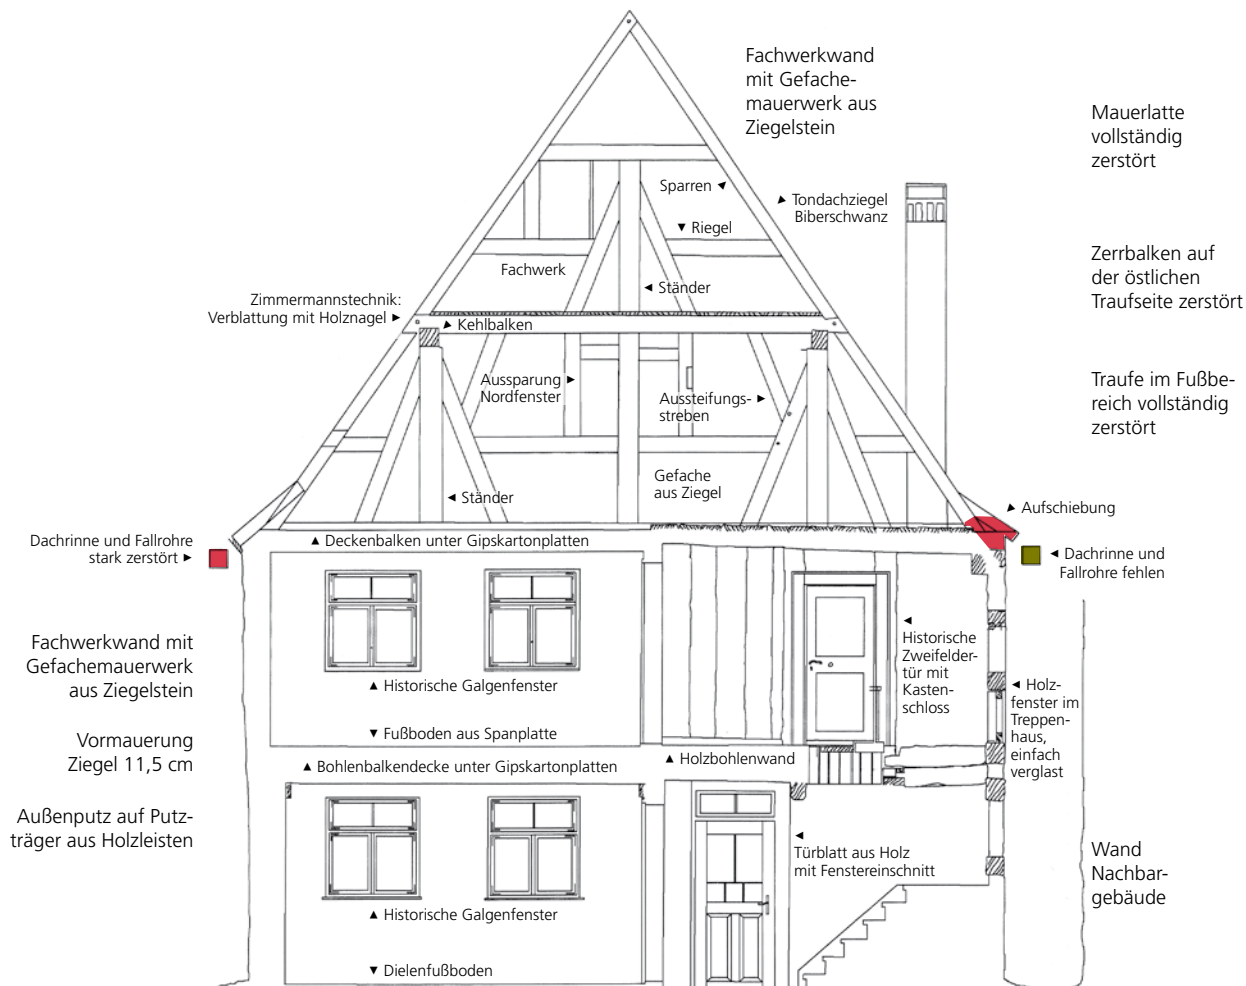 Fachwerkwand
mit Gefache-
mauerwerk aus
Ziegelstein
Mauerlatte
vollständig
zerstört
Sparren
Tondachziegel
Biberschwanz
Riegel
Fachwerk
Zerrbalken auf
der östlichen
Traufseite zerstört
Ständer
Zimmermannstechnik:
Verblattung mit Holznagel
Kehlbalken
Aussparung
Nordfenster
Aussteifungs-
streben
Traufe im Fußbe-
reich vollständig
zerstört
Gefache
aus Ziegel
Ständer
Aufschiebung
Dachrinne und Fallrohre
stark zerstört
Deckenbalken unter Gipskartonplatten
Dachrinne und
Fallrohre fehlen
Fachwerkwand mit
Gefachemauerwerk
aus Ziegelstein
Historische
Zweifelder-
tür mit
Kasten-
schloss
Historische Galgenfenster
Holz-
fenster im
Treppen-
haus,
einfach
verglast
Fußboden aus Spanplatte
Vormauerung
Ziegel 11,5 cm
Bohlenbalkendecke unter Gipskartonplatten
Holzbohlenwand
Außenputz auf Putz-
träger aus Holzleisten
Türblatt aus Holz
mit Fenstereinschnitt
Wand
Nachbar-
gebäude
Historische Galgenfenster
Dielenfußboden